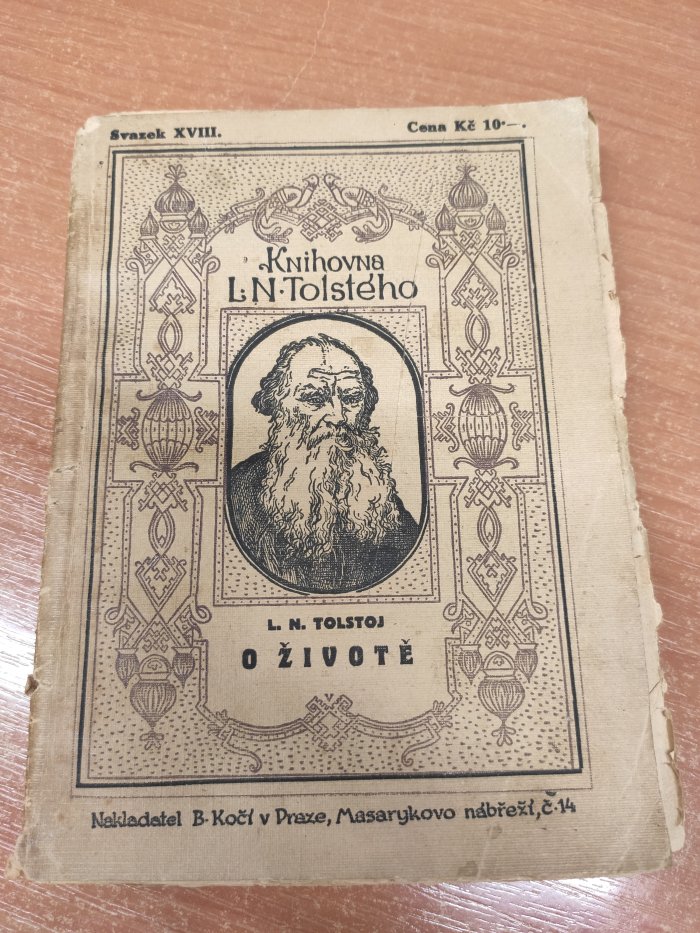 Svazek XVIII.
Cena Kč 10·—.
Knihovna
L·N·Tolstého
L. N. TOLSTOJ
O ŽIVOTĚ
Nakladatel B·Kočí v Praze, Masarykovo nábřeží, č·14